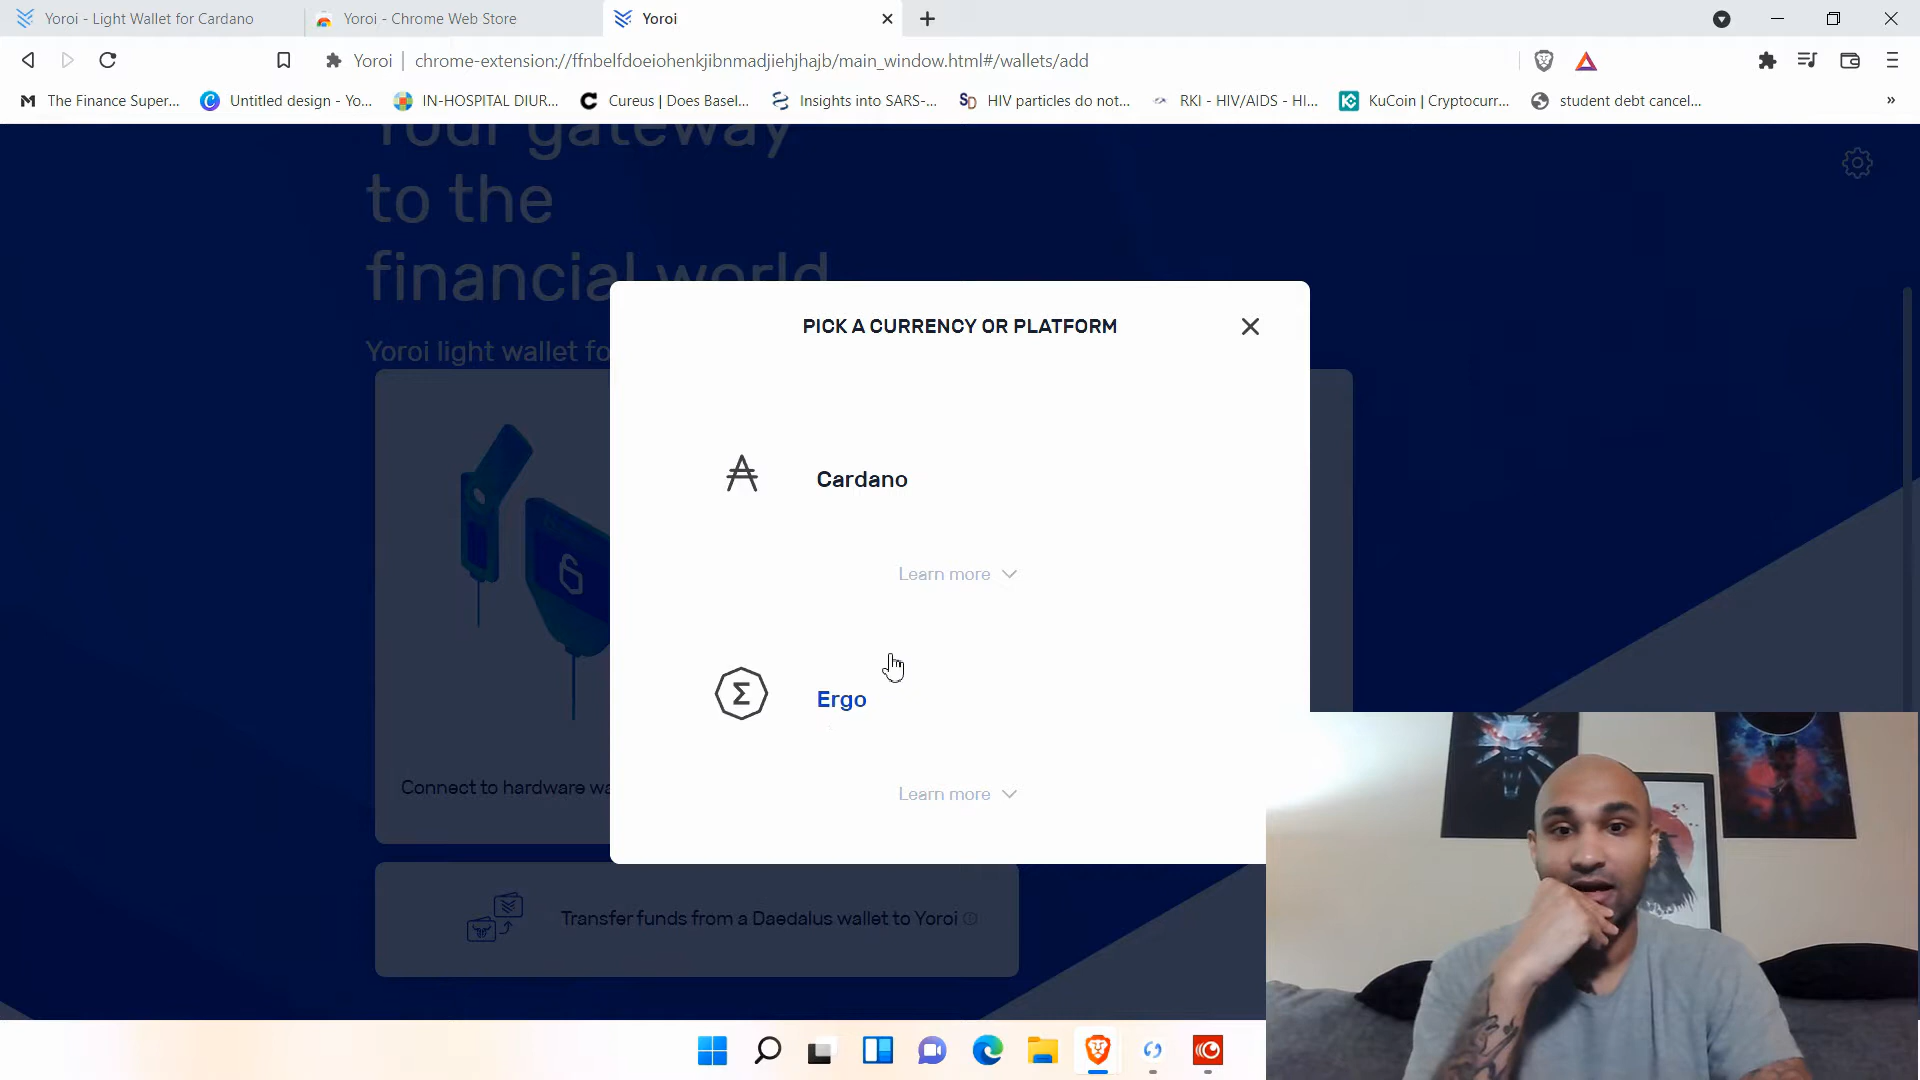 Yoroi - Light Wallet for Cardano
Yoroi - Chrome Web Store
Yoroi
Yoroi | chrome-extension://ffnbelfdoeiohenkjibnmadjiehjhajb/main_window.html#/wallets/add
The Finance Super...
Untitled design - Yo...
IN-HOSPITAL DIUR...
Cureus | Does Basel...
Insights into SARS-...
HIV particles do not...
RKI - HIV/AIDS - HI...
KuCoin | Cryptocurr...
student debt cancel...
»
Your gateway
to the
financial world
Yoroi light wallet fo
PICK A CURRENCY OR PLATFORM
Cardano
Learn more
Ergo
Learn more
Connect to hardware wa
Transfer funds from a Daedalus wallet to Yoroi